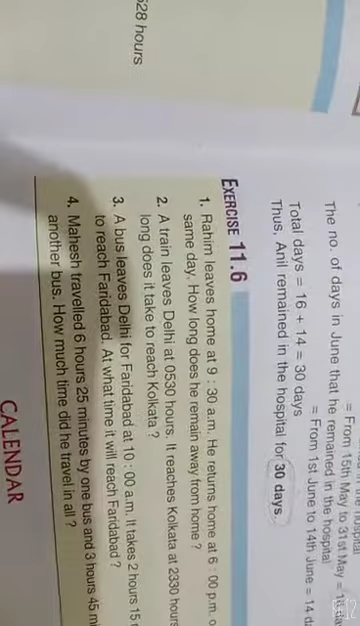 528 hours
= From 15th May to 31st May =
The no. of days in June that he remained in the hospital
= From 1st June to 14th June = 14
Total days = 16 + 14 = 30 days
Thus, Anil remained in the hospital for 30 days.
EXERCISE 11.6
1. Rahim leaves home at 9 : 30 a.m. He returns home at 6 : 00 p.m.
same day. How long does he remain away from home ?
2. A train leaves Delhi at 0530 hours. It reaches Kolkata at 2330 hours
long does it take to reach Kolkata ?
3. A bus leaves Delhi for Faridabad at 10 : 00 a.m. It takes 2 hours 15
to reach Faridabad. At what time it will reach Faridabad ?
4. Mahesh travelled 6 hours 25 minutes by one bus and 3 hours 45
another bus. How much time did he travel in all ?
CALENDAR